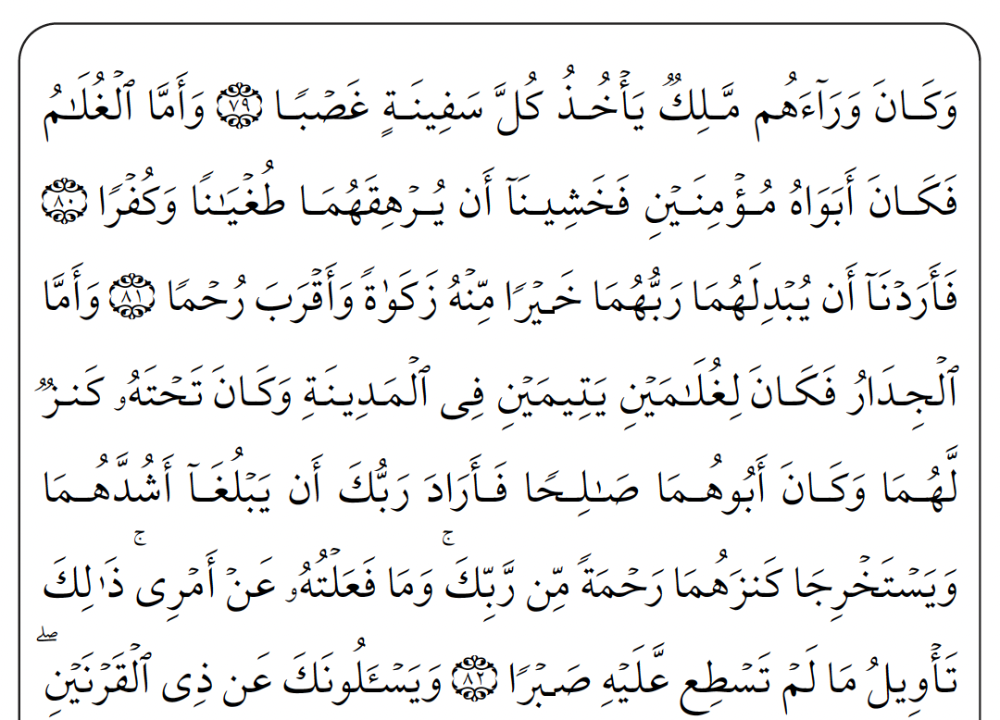 وَكَانَ وَرَآءَهُم مَّلِكٌ يَأۡخُذُ كُلَّ سَفِينَةٍ غَصۡبٗا ٧٩ وَأَمَّا ٱلۡغُلَٰمُ
فَكَانَ أَبَوَاهُ مُؤۡمِنَيۡنِ فَخَشِينَآ أَن يُرۡهِقَهُمَا طُغۡيَٰنٗا وَكُفۡرٗا ٨٠
فَأَرَدۡنَآ أَن يُبۡدِلَهُمَا رَبُّهُمَا خَيۡرٗا مِّنۡهُ زَكَوٰةٗ وَأَقۡرَبَ رُحۡمٗا ٨١ وَأَمَّا
ٱلۡجِدَارُ فَكَانَ لِغُلَٰمَيۡنِ يَتِيمَيۡنِ فِي ٱلۡمَدِينَةِ وَكَانَ تَحۡتَهُۥ كَنزٞ
لَّهُمَا وَكَانَ أَبُوهُمَا صَٰلِحٗا فَأَرَادَ رَبُّكَ أَن يَبۡلُغَآ أَشُدَّهُمَا
وَيَسۡتَخۡرِجَا كَنزَهُمَا رَحۡمَةٗ مِّن رَّبِّكَۚ وَمَا فَعَلۡتُهُۥ عَنۡ أَمۡرِيۚ ذَٰلِكَ
تَأۡوِيلُ مَا لَمۡ تَسۡطِع عَّلَيۡهِ صَبۡرٗا ٨٢ وَيَسۡـَٔلُونَكَ عَن ذِي ٱلۡقَرۡنَيۡنِۖ